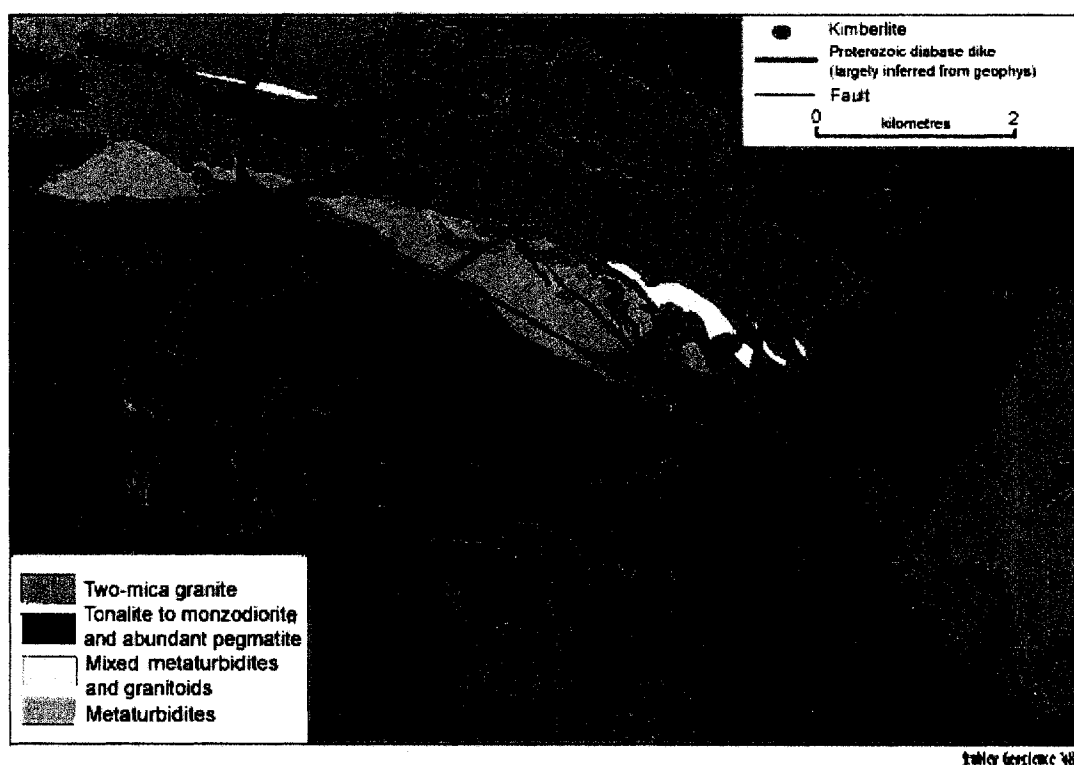 Kimberlite
Proterozoic diabase dike
(largely inferred from geophys)
Fault
0 2
kilometres
Two-mica granite
Tonalite to monzodiorite
and abundant pegmatite
Mixed metaturbidites
and granitoids
Metaturbidites